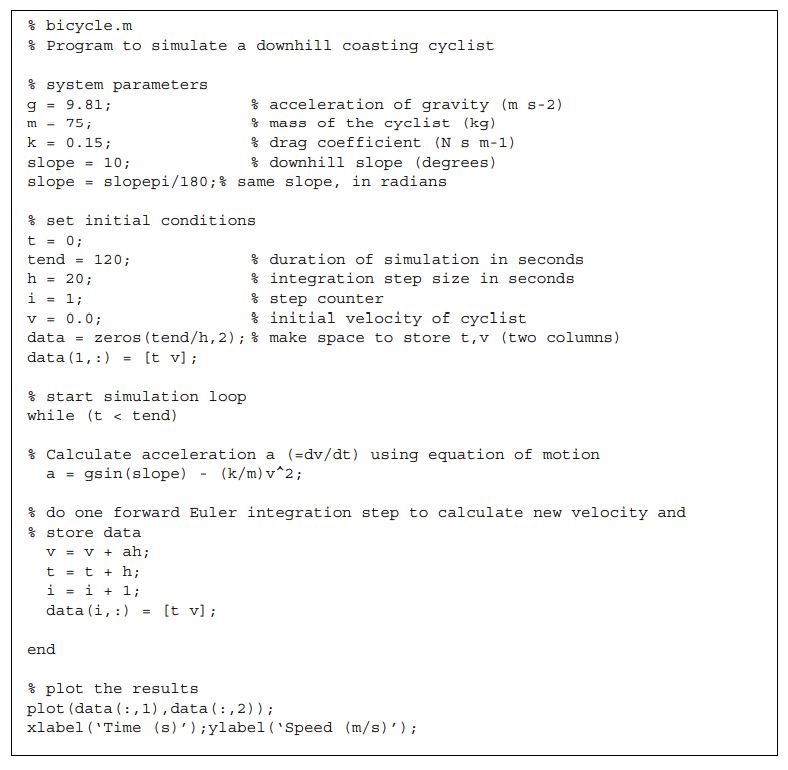 % bicycle.m
% Program to simulate a downhill coasting cyclist
% system parameters
g = 9.81; % acceleration of gravity (m s-2)
m – 75; % mass of the cyclist (kg)
k = 0.15; % drag coefficient (N s m-1)
slope = 10; % downhill slope (degrees)
slope = slopepi/180;% same slope, in radians
% set initial conditions
t = 0;
tend = 120; % duration of simulation in seconds
h = 20; % integration step size in seconds
i = 1; % step counter
v = 0.0; % initial velocity of cyclist
data = zeros(tend/h,2);% make space to store t,v (two columns)
data(1,:) = [t v];
% start simulation loop
while (t < tend)
% Calculate acceleration a (=dv/dt) using equation of motion
a = gsin(slope) - (k/m)v^2;
% do one forward Euler integration step to calculate new velocity and
% store data
v = v + ah;
t = t + h;
i = i + 1;
data(i,:) = [t v];
end
% plot the results
plot(data(:,1),data(:,2));
xlabel(‘Time (s)’);ylabel(‘Speed (m/s)’);